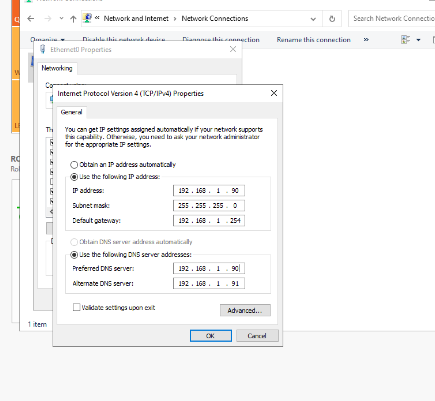 Network and Internet > Network Connections
Search Network Connection
Organize Disable this network device Diagnose this connection Rename this connection »
Ethernet0 Properties
Networking
Internet Protocol Version 4 (TCP/IPv4) Properties
General
You can get IP settings assigned automatically if your network supports
this capability. Otherwise, you need to ask your network administrator
for the appropriate IP settings.
Obtain an IP address automatically
Use the following IP address:
IP address: 192 . 168 . 1 . 90
Subnet mask: 255 . 255 . 255 . 0
Default gateway: 192 . 168 . 1 . 254
Obtain DNS server address automatically
Use the following DNS server addresses:
Preferred DNS server: 192 . 168 . 1 . 90
Alternate DNS server: 192 . 168 . 1 . 91
Validate settings upon exit
Advanced...
OK Cancel
1 item